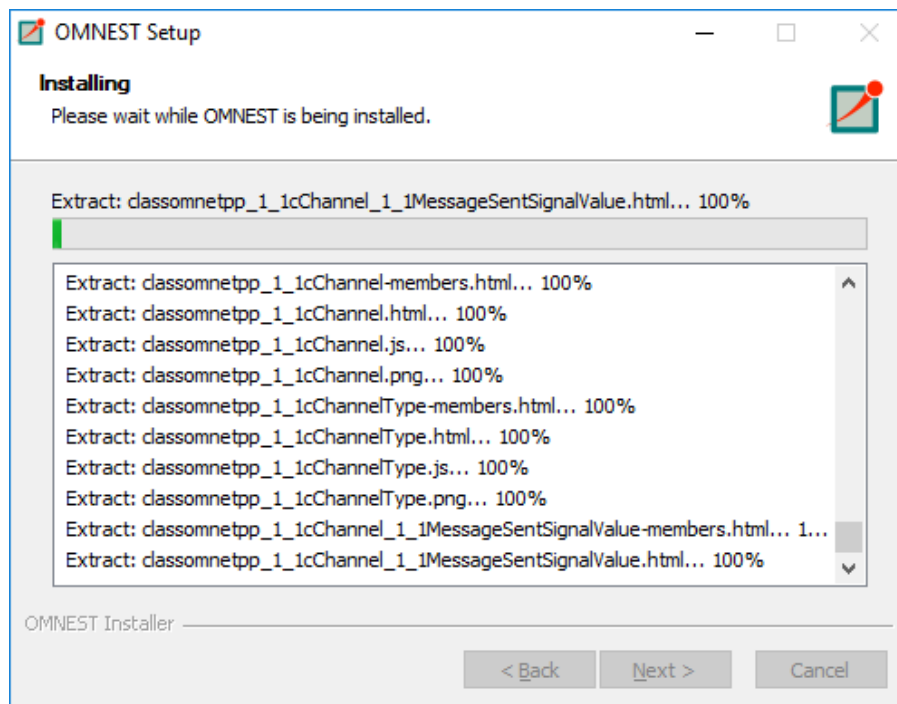 OMNEST Setup
Installing
Please wait while OMNEST is being installed.
Extract: classomnetpp_1_1cChannel_1_1MessageSentSignalValue.html... 100%
Extract: classomnetpp_1_1cChannel-members.html... 100%
Extract: classomnetpp_1_1cChannel.html... 100%
Extract: classomnetpp_1_1cChannel.js... 100%
Extract: classomnetpp_1_1cChannel.png... 100%
Extract: classomnetpp_1_1cChannelType-members.html... 100%
Extract: classomnetpp_1_1cChannelType.html... 100%
Extract: classomnetpp_1_1cChannelType.js... 100%
Extract: classomnetpp_1_1cChannelType.png... 100%
Extract: classomnetpp_1_1cChannel_1_1MessageSentSignalValue-members.html... 1...
Extract: classomnetpp_1_1cChannel_1_1MessageSentSignalValue.html... 100%
OMNEST Installer
< Back Next > Cancel